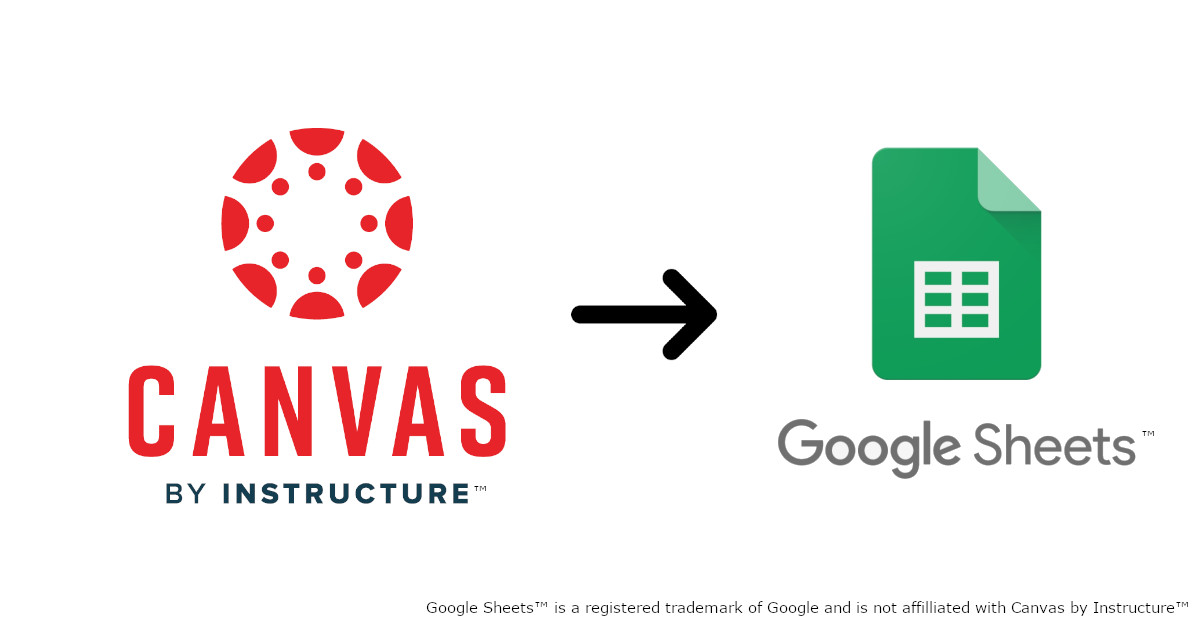 CANVAS
BY INSTRUCTURE™
Google Sheets™
Google Sheets™ is a registered trademark of Google and is not affilliated with Canvas by Instructure™